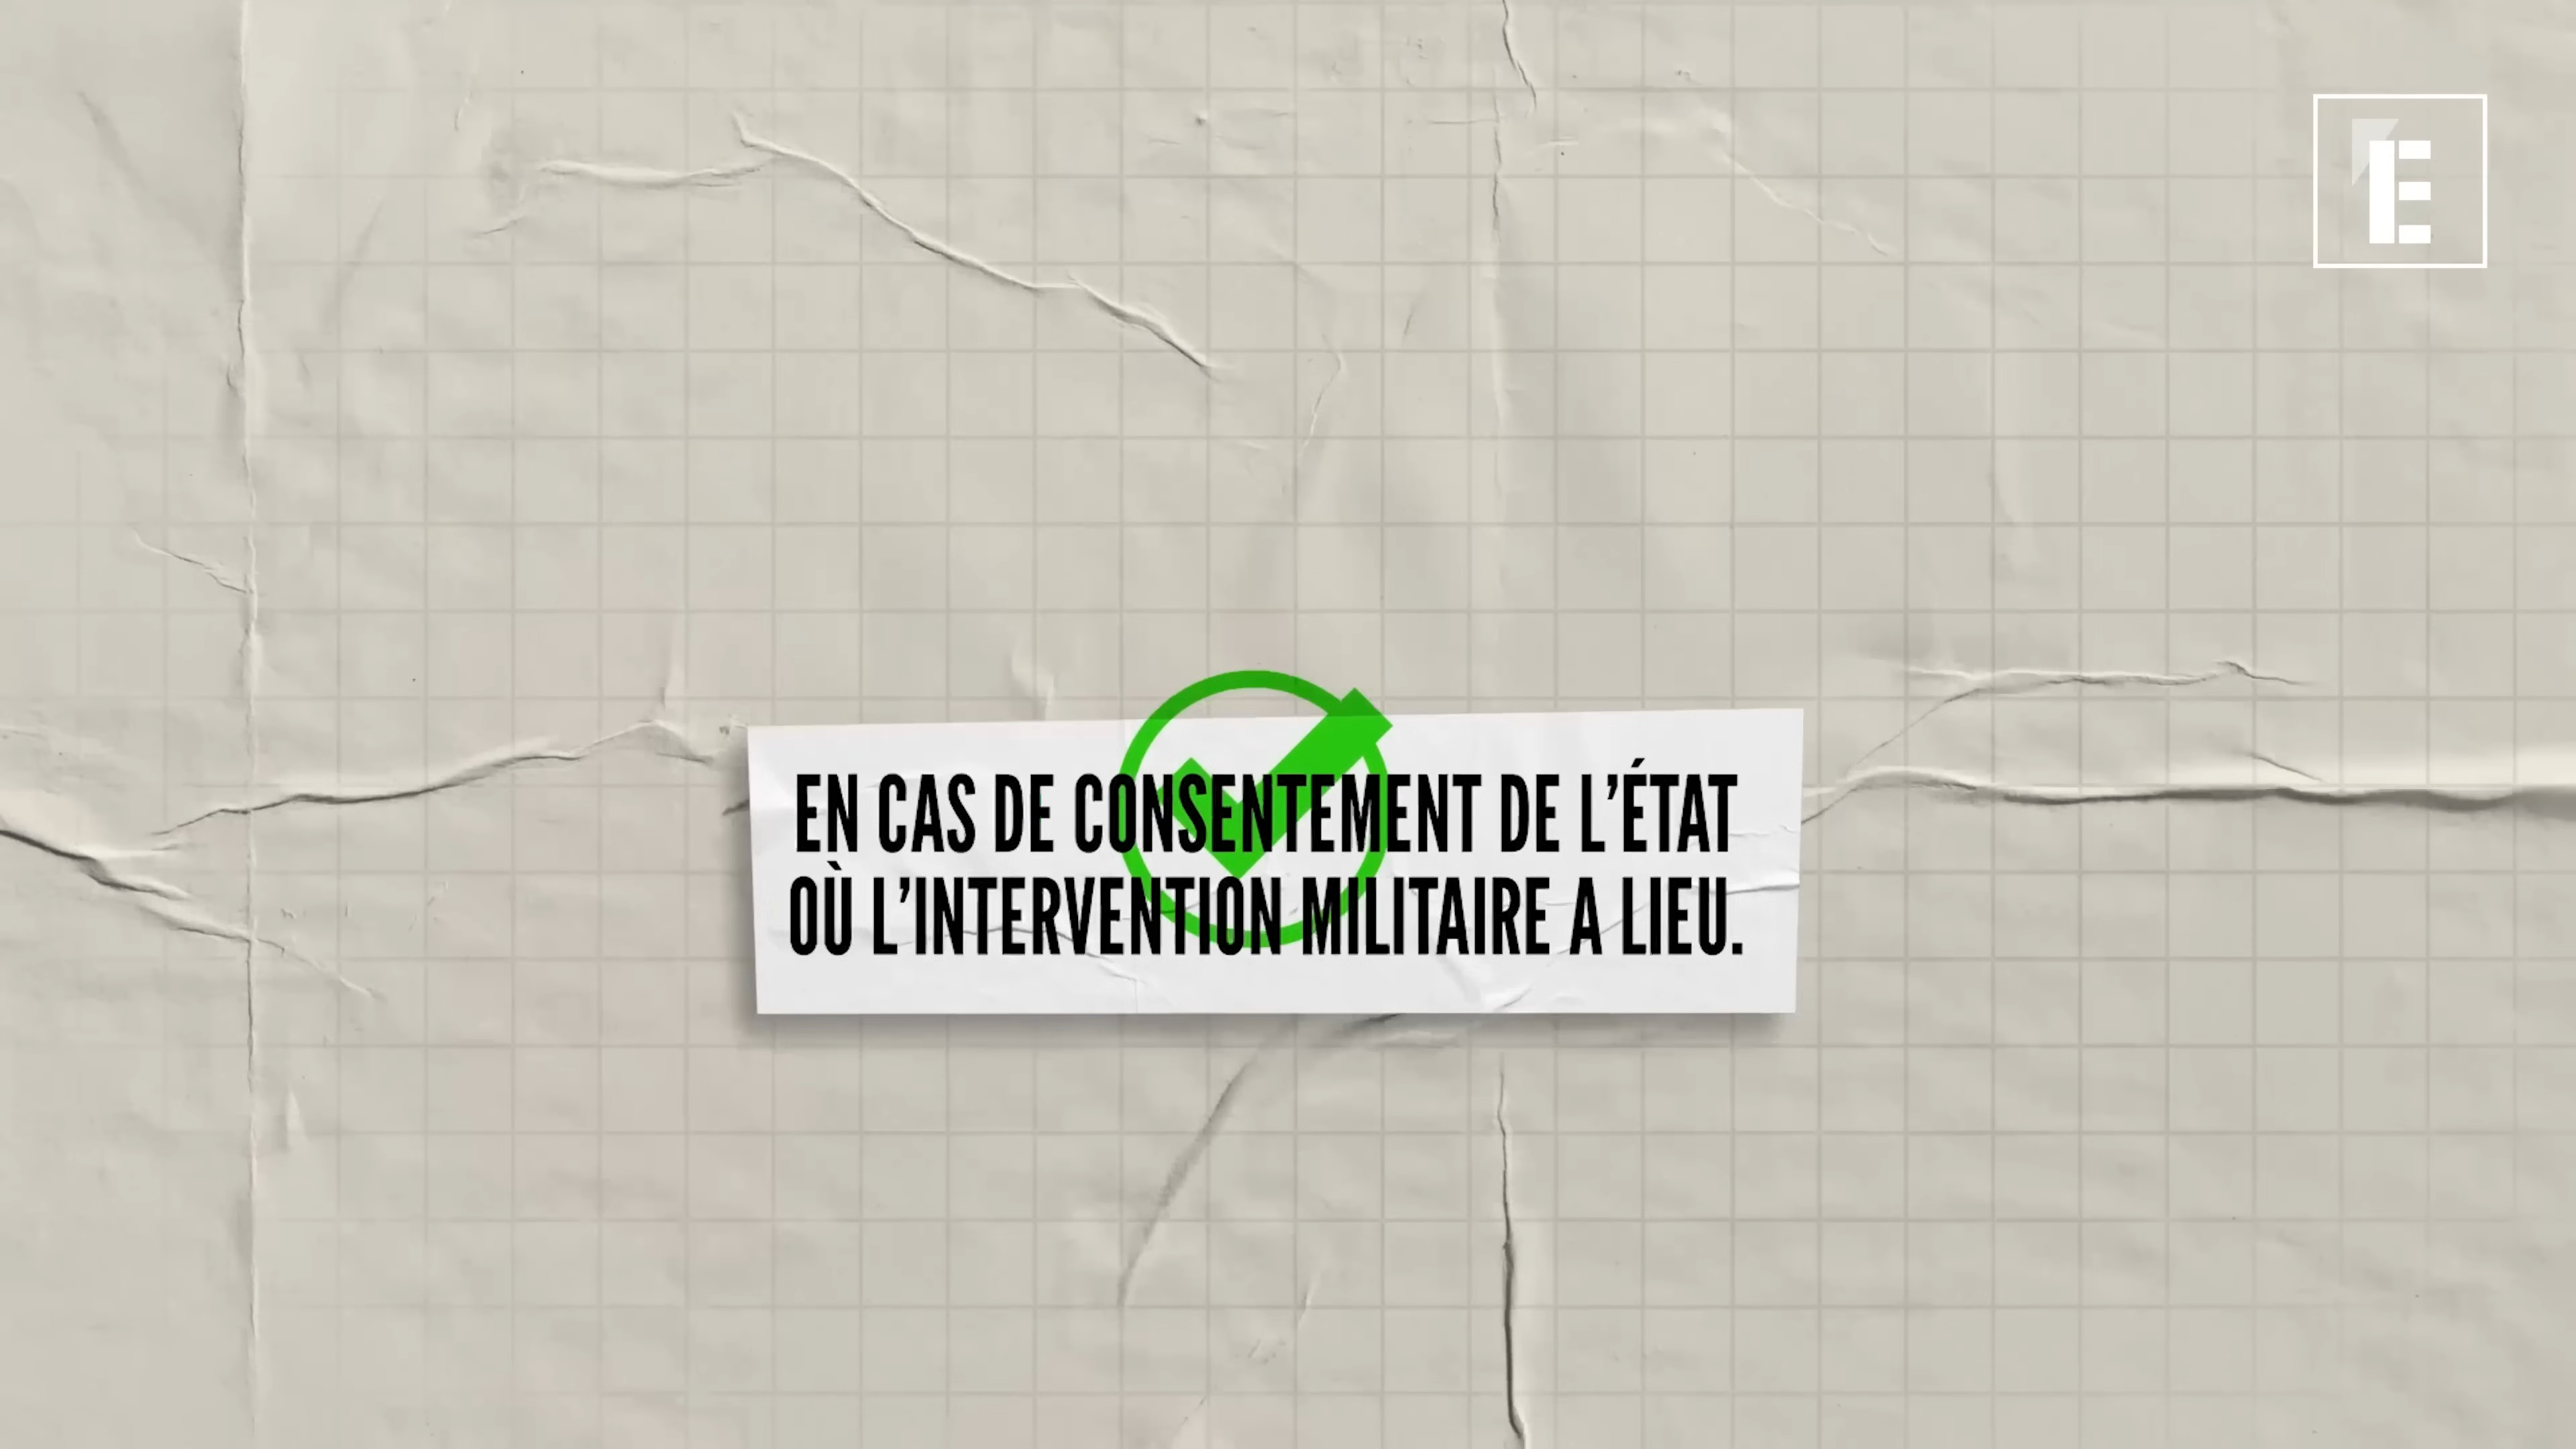 E
EN CAS DE CONSENTEMENT DE L’ÉTAT
OÙ L’INTERVENTION MILITAIRE A LIEU.